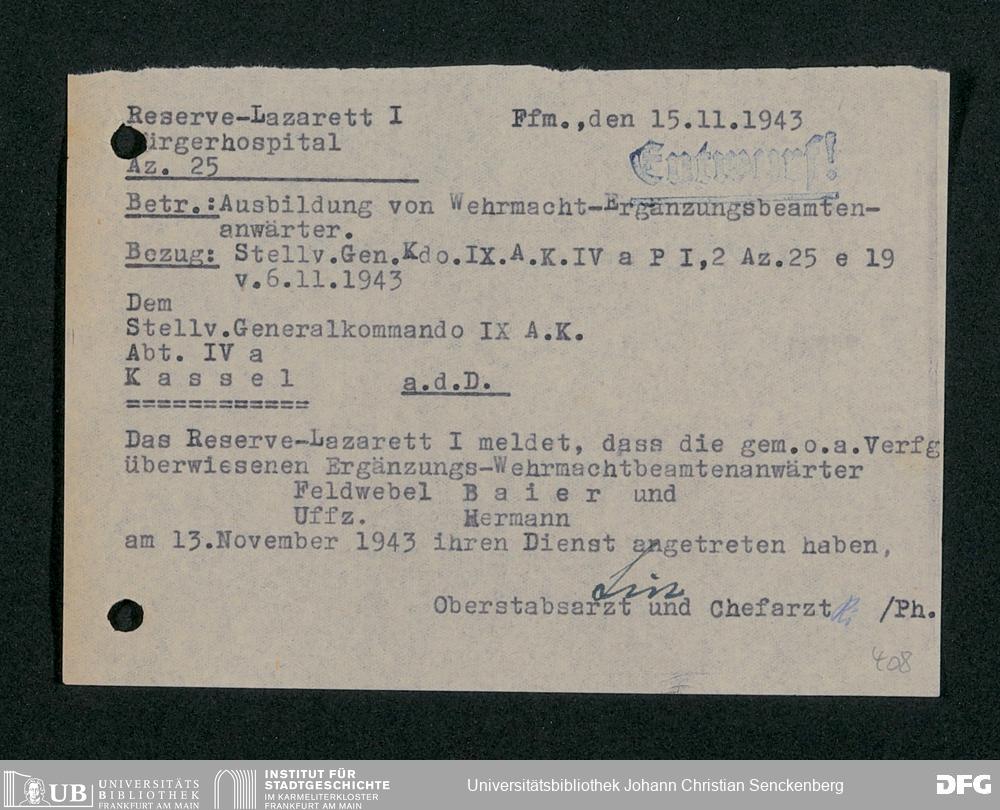 Reserve-Lazarett I Ffm.,den 15.11.1943
Bürgerhospital
Az. 25 Entwurf!
Betr.:Ausbildung von Wehrmacht-Ergänzungsbeamten-
anwärter.
Bezug: Stellv.Gen.Kdo.IX.A.K.IV a P I,2 Az.25 e 19
v.6.11.1943
Dem
Stellv.Generalkommando IX A.K.
Abt. IV a
K a s s e l a.d.D.
============
Das Reserve-Lazarett I meldet, dass die gem.o.a.Verfg
überwiesenen Ergänzungs-Wehrmachtbeamtenanwärter
Feldwebel B a i e r und
Uffz. Hermann
am 13.November 1943 ihren Dienst angetreten haben,
Oberstabsarzt und Chefarzt /Ph.
408
UB UNIVERSITÄTS
BIBLIOTHEK
FRANKFURT AM MAIN
INSTITUT FÜR
STADTGESCHICHTE
IM KARMELITERKLOSTER
FRANKFURT AM MAIN
Universitätsbibliothek Johann Christian Senckenberg
DFG